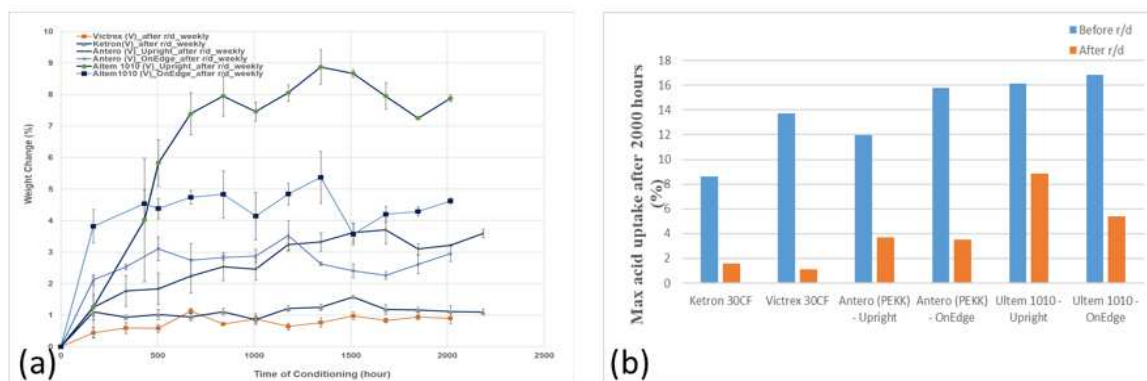 10
9
8
7
6
5
4
3
2
1
0
Weight Change (%)
Victrex (V)_after r/d_weekly
Ketron(V)_after r/d_weekly
Antero (V)_Upright_after r/d_weekly
Antero (V)_OnEdge_after r/d_weekly
Altem 1010 (V)_Upright_after r/d_weekly
Altem1010 (V)_OnEdge_after r/d_weekly
0 500 1000 1500 2000 2500
Time of Conditioning (hour)
(a)
Before r/d
After r/d
Max acid uptake after 2000 hours
(%)
18
16
14
12
10
8
6
4
2
0
Ketron 30CF Victrex 30CF Antero (PEKK) Antero (PEKK) Ultem 1010 - Ultem 1010 -
- Upright - OnEdge Upright OnEdge
(b)